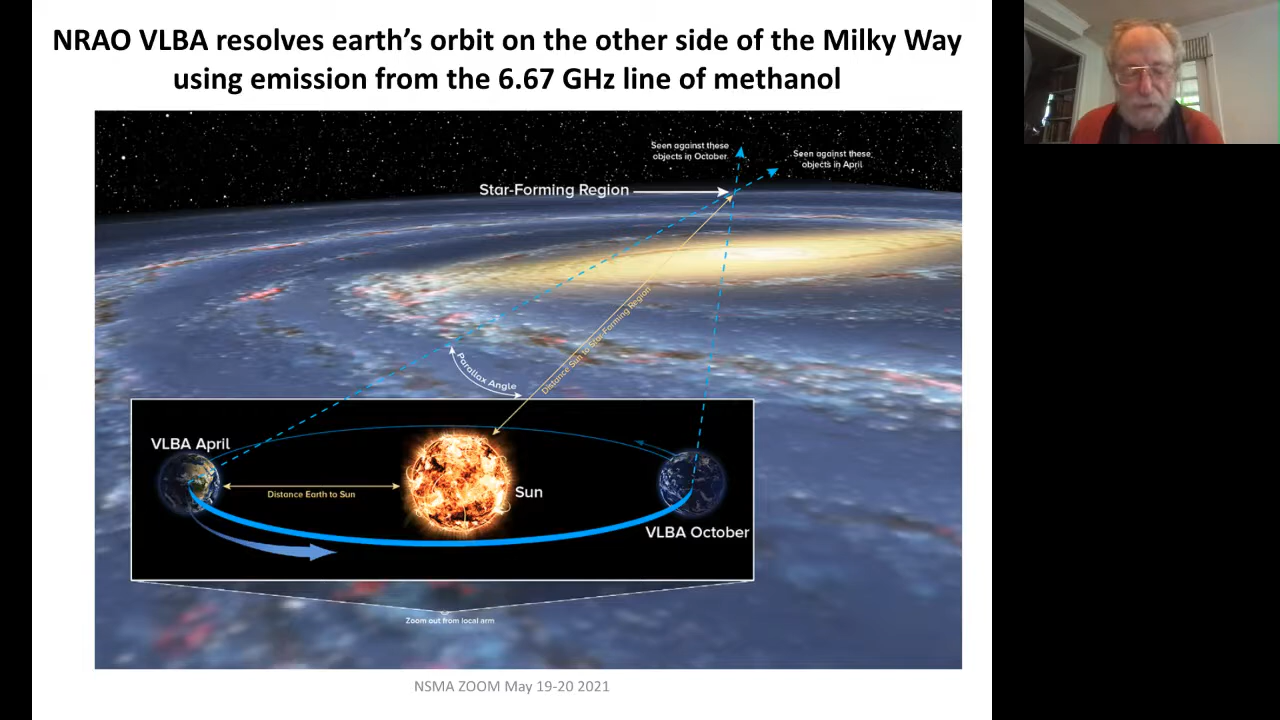 NRAO VLBA resolves earth's orbit on the other side of the Milky Way
using emission from the 6.67 GHz line of methanol
Seen against these
objects in October
Seen against these
objects in April
Star-Forming Region
Distance Sun to Star-Forming Region
Parallax Angle
VLBA April
Distance Earth to Sun
Sun
VLBA October
Zoom out from local arm
NSMA ZOOM May 19-20 2021